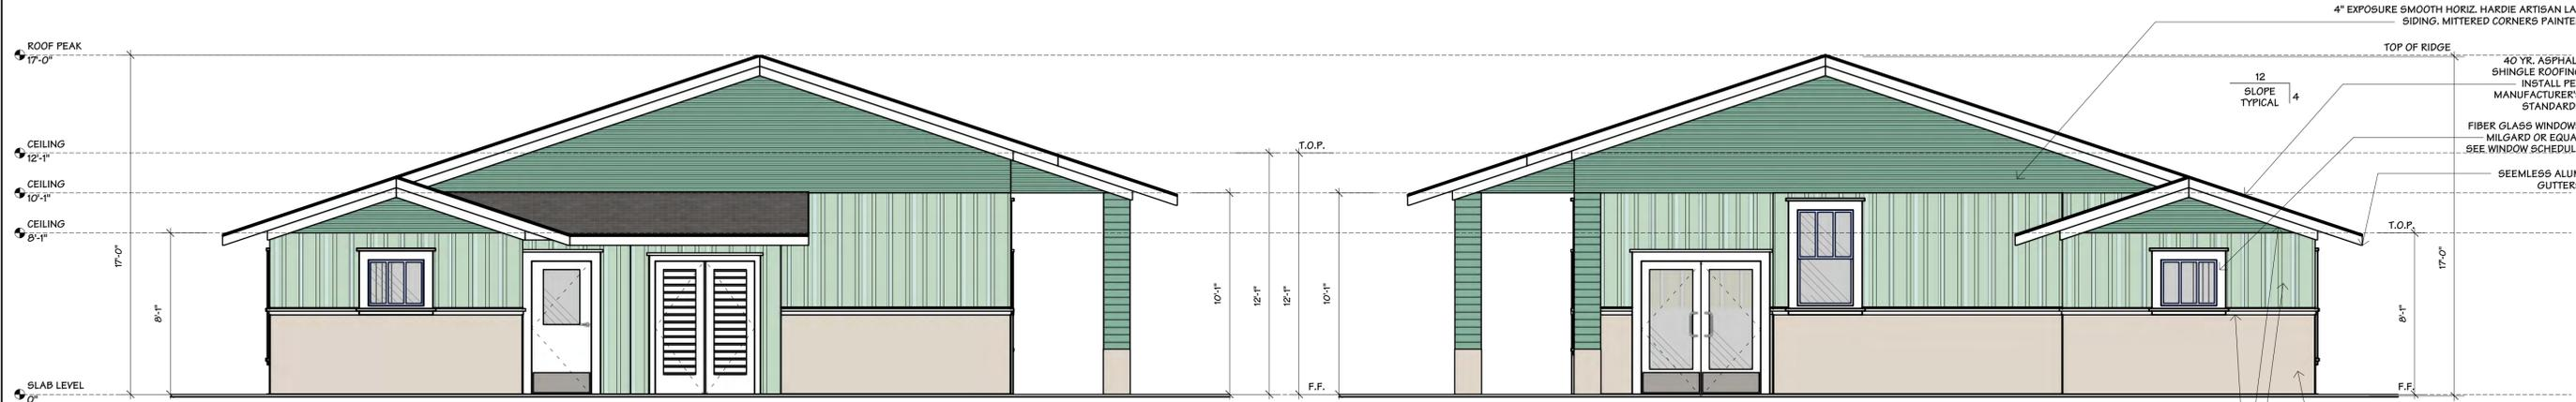 ROOF PEAK
17'-0"
CEILING
12'-1"
CEILING
10'-1"
CEILING
8'-1"
SLAB LEVEL
0"
17'-0"
8'-1"
10'-1"
12'-1"
12'-1"
10'-1"
T.O.P.
F.F.
4" EXPOSURE SMOOTH HORIZ. HARDIE ARTISAN LA
SIDING. MITTERED CORNERS PAINTE
TOP OF RIDGE
12
SLOPE
TYPICAL
4
40 YR. ASPHAL
SHINGLE ROOFING
INSTALL PE
MANUFACTURER'
STANDARD
FIBER GLASS WINDOW
MILGARD OR EQUA
SEE WINDOW SCHEDUL
SEEMLESS ALU
GUTTER
T.O.P.
17'-0"
8'-1"
F.F.